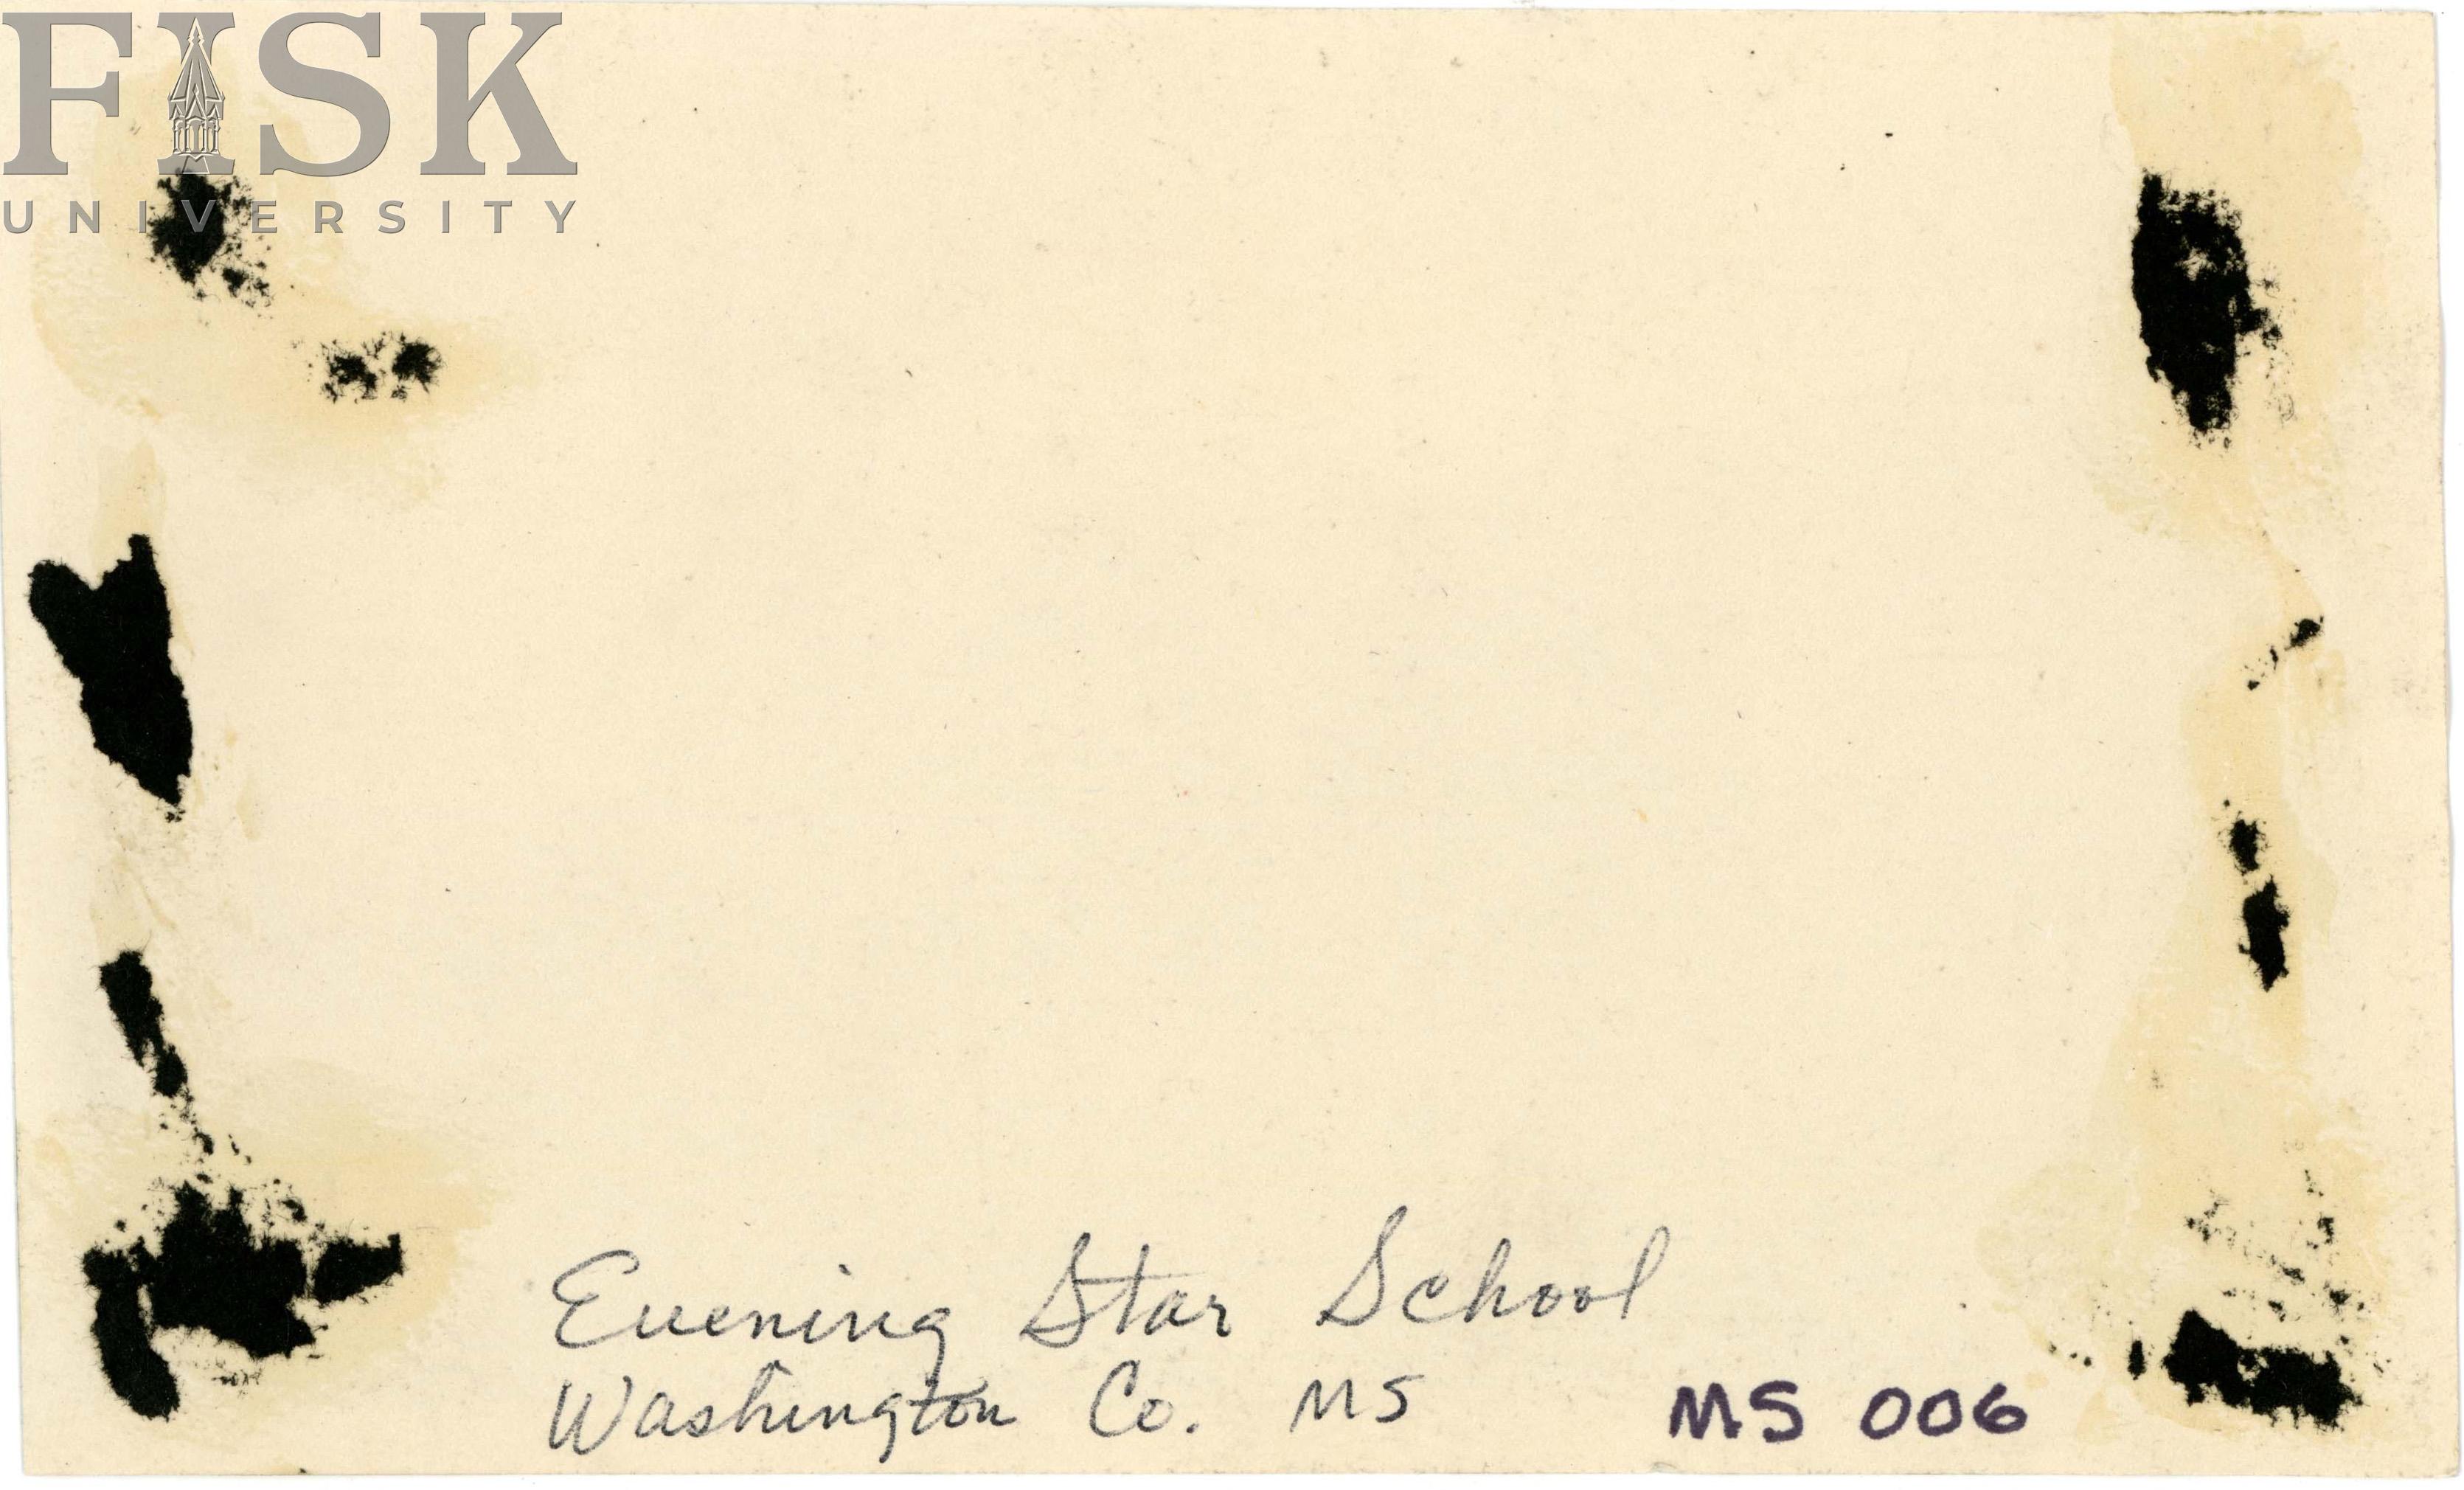 FISK
UNIVERSITY
Evening Star School
Washington Co. MS
MS 006